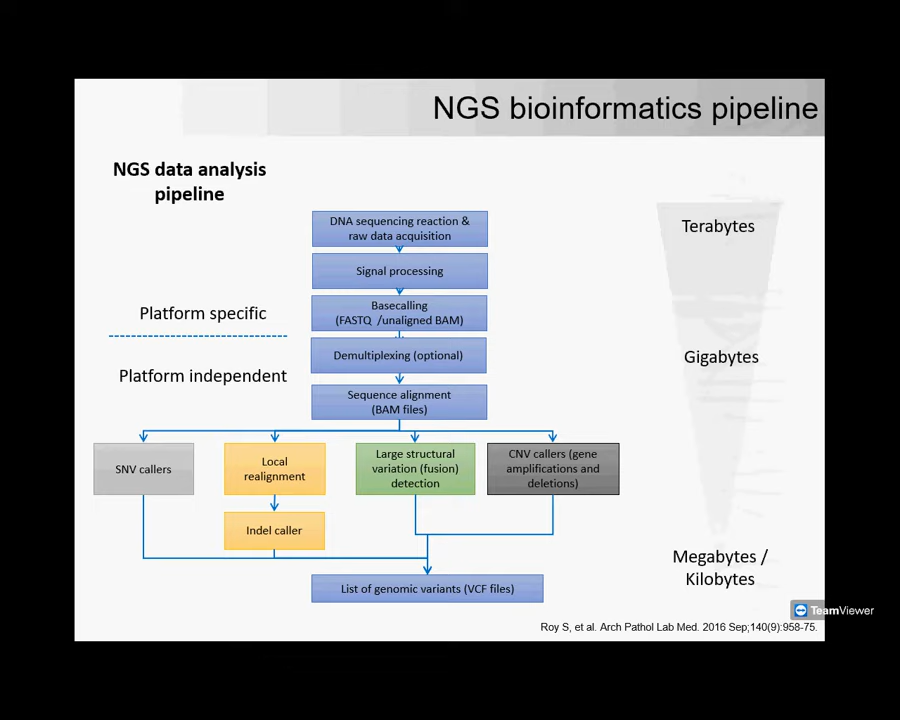 NGS bioinformatics pipeline
NGS data analysis
pipeline
DNA sequencing reaction &
raw data acquisition
Signal processing
Basecalling
(FASTQ /unaligned BAM)
Platform specific
Platform independent
Demultiplexing (optional)
Sequence alignment
(BAM files)
SNV callers
Local
realignment
Large structural
variation (fusion)
detection
CNV callers (gene
amplifications and
deletions)
Indel caller
List of genomic variants (VCF files)
Terabytes
Gigabytes
Megabytes /
Kilobytes
TeamViewer
Roy S, et al. Arch Pathol Lab Med. 2016 Sep;140(9):958-75.